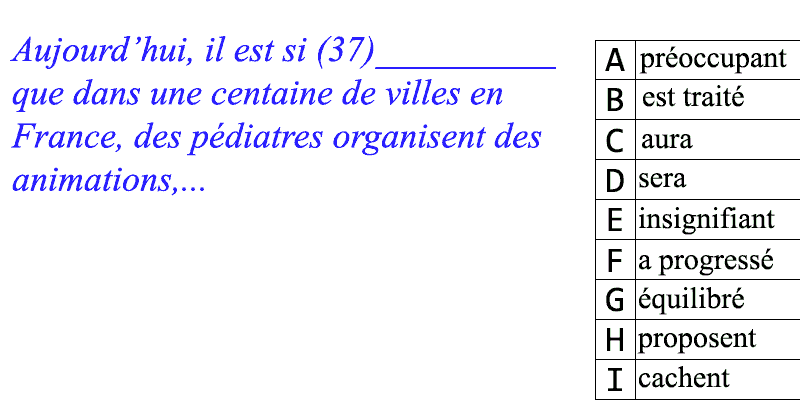 Aujourd’hui, il est si (37)__________
que dans une centaine de villes en
France, des pédiatres organisent des
animations,...
A préoccupant
B est traité
C aura
D sera
E insignifiant
F a progressé
G équilibré
H proposent
I cachent